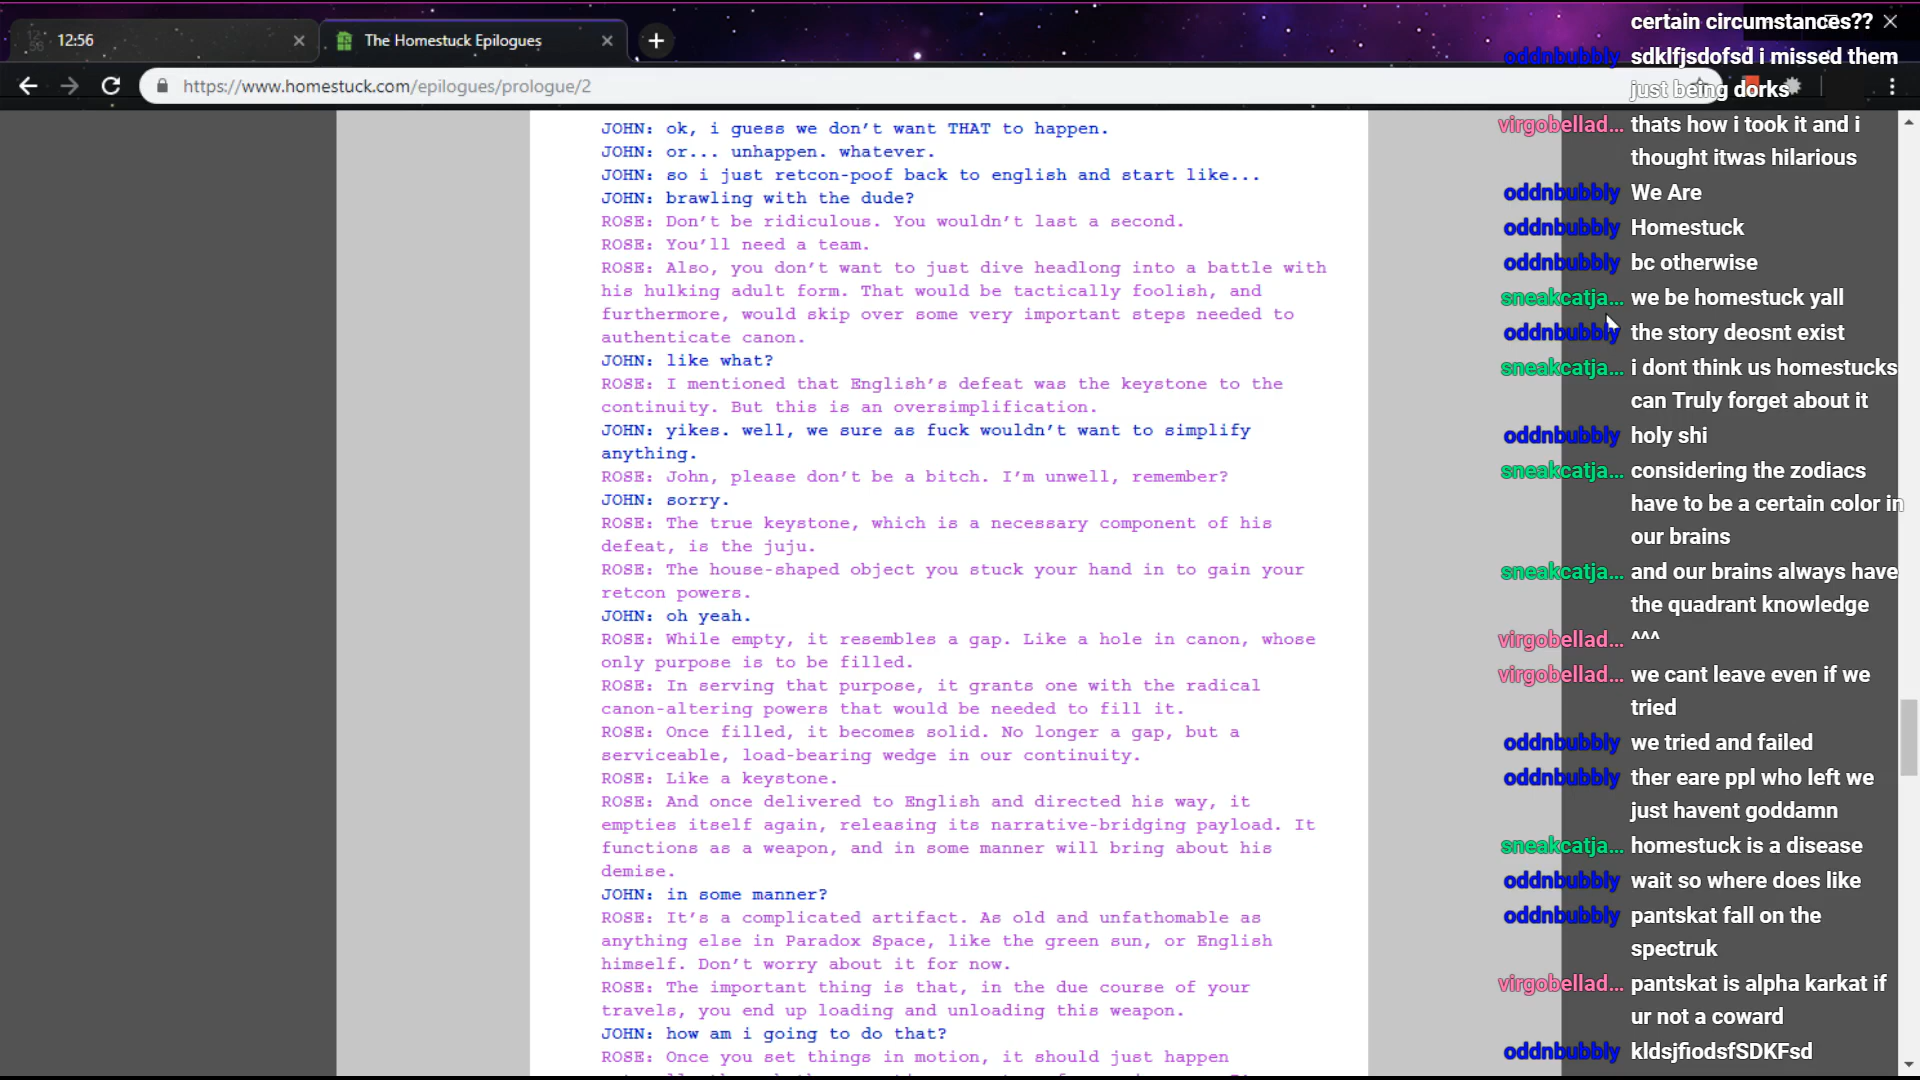 12:56
The Homestuck Epilogues
https://www.homestuck.com/epilogues/prologue/2
JOHN: ok, i guess we don't want THAT to happen.
JOHN: or... unhappen. whatever.
JOHN: so i just retcon-poof back to english and start like...
JOHN: brawling with the dude?
ROSE: Don't be ridiculous. You wouldn't last a second.
ROSE: You'll need a team.
ROSE: Also, you don't want to just dive headlong into a battle with
his hulking adult form. That would be tactically foolish, and
furthermore, would skip over some very important steps needed to
authenticate canon.
JOHN: like what?
ROSE: I mentioned that English's defeat was the keystone to the
continuity. But this is an oversimplification.
JOHN: yikes. well, we sure as fuck wouldn't want to simplify
anything.
ROSE: John, please don't be a bitch. I'm unwell, remember?
JOHN: sorry.
ROSE: The true keystone, which is a necessary component of his
defeat, is the juju.
ROSE: The house-shaped object you stuck your hand in to gain your
retcon powers.
JOHN: oh yeah.
ROSE: While empty, it resembles a gap. Like a hole in canon, whose
only purpose is to be filled.
ROSE: In serving that purpose, it grants one with the radical
canon-altering powers that would be needed to fill it.
ROSE: Once filled, it becomes solid. No longer a gap, but a
serviceable, load-bearing wedge in our continuity.
ROSE: Like a keystone.
ROSE: And once delivered to English and directed his way, it
empties itself again, releasing its narrative-bridging payload. It
functions as a weapon, and in some manner will bring about his
demise.
JOHN: in some manner?
ROSE: It's a complicated artifact. As old and unfathomable as
anything else in Paradox Space, like the green sun, or English
himself. Don't worry about it for now.
ROSE: The important thing is that, in the due course of your
travels, you end up loading and unloading this weapon.
JOHN: how am i going to do that?
ROSE: Once you set things in motion, it should just happen
certain circumstances??
oddnbubbly sdklfjsdofsd i missed them
just being dorks
virgobellad... thats how i took it and i
thought itwas hilarious
oddnbubbly We Are
oddnbubbly Homestuck
oddnbubbly bc otherwise
sneakcatja... we be homestuck yall
oddnbubbly the story deosnt exist
sneakcatja... i dont think us homestucks
can Truly forget about it
oddnbubbly holy shi
sneakcatja... considering the zodiacs
have to be a certain color in
our brains
sneakcatja... and our brains always have
the quadrant knowledge
virgobellad... ^^^
virgobellad... we cant leave even if we
tried
oddnbubbly we tried and failed
oddnbubbly ther eare ppl who left we
just havent goddamn
sneakcatja... homestuck is a disease
oddnbubbly wait so where does like
oddnbubbly pantskat fall on the
spectruk
virgobellad... pantskat is alpha karkat if
ur not a coward
oddnbubbly kldsjfiodsfSDKFsd